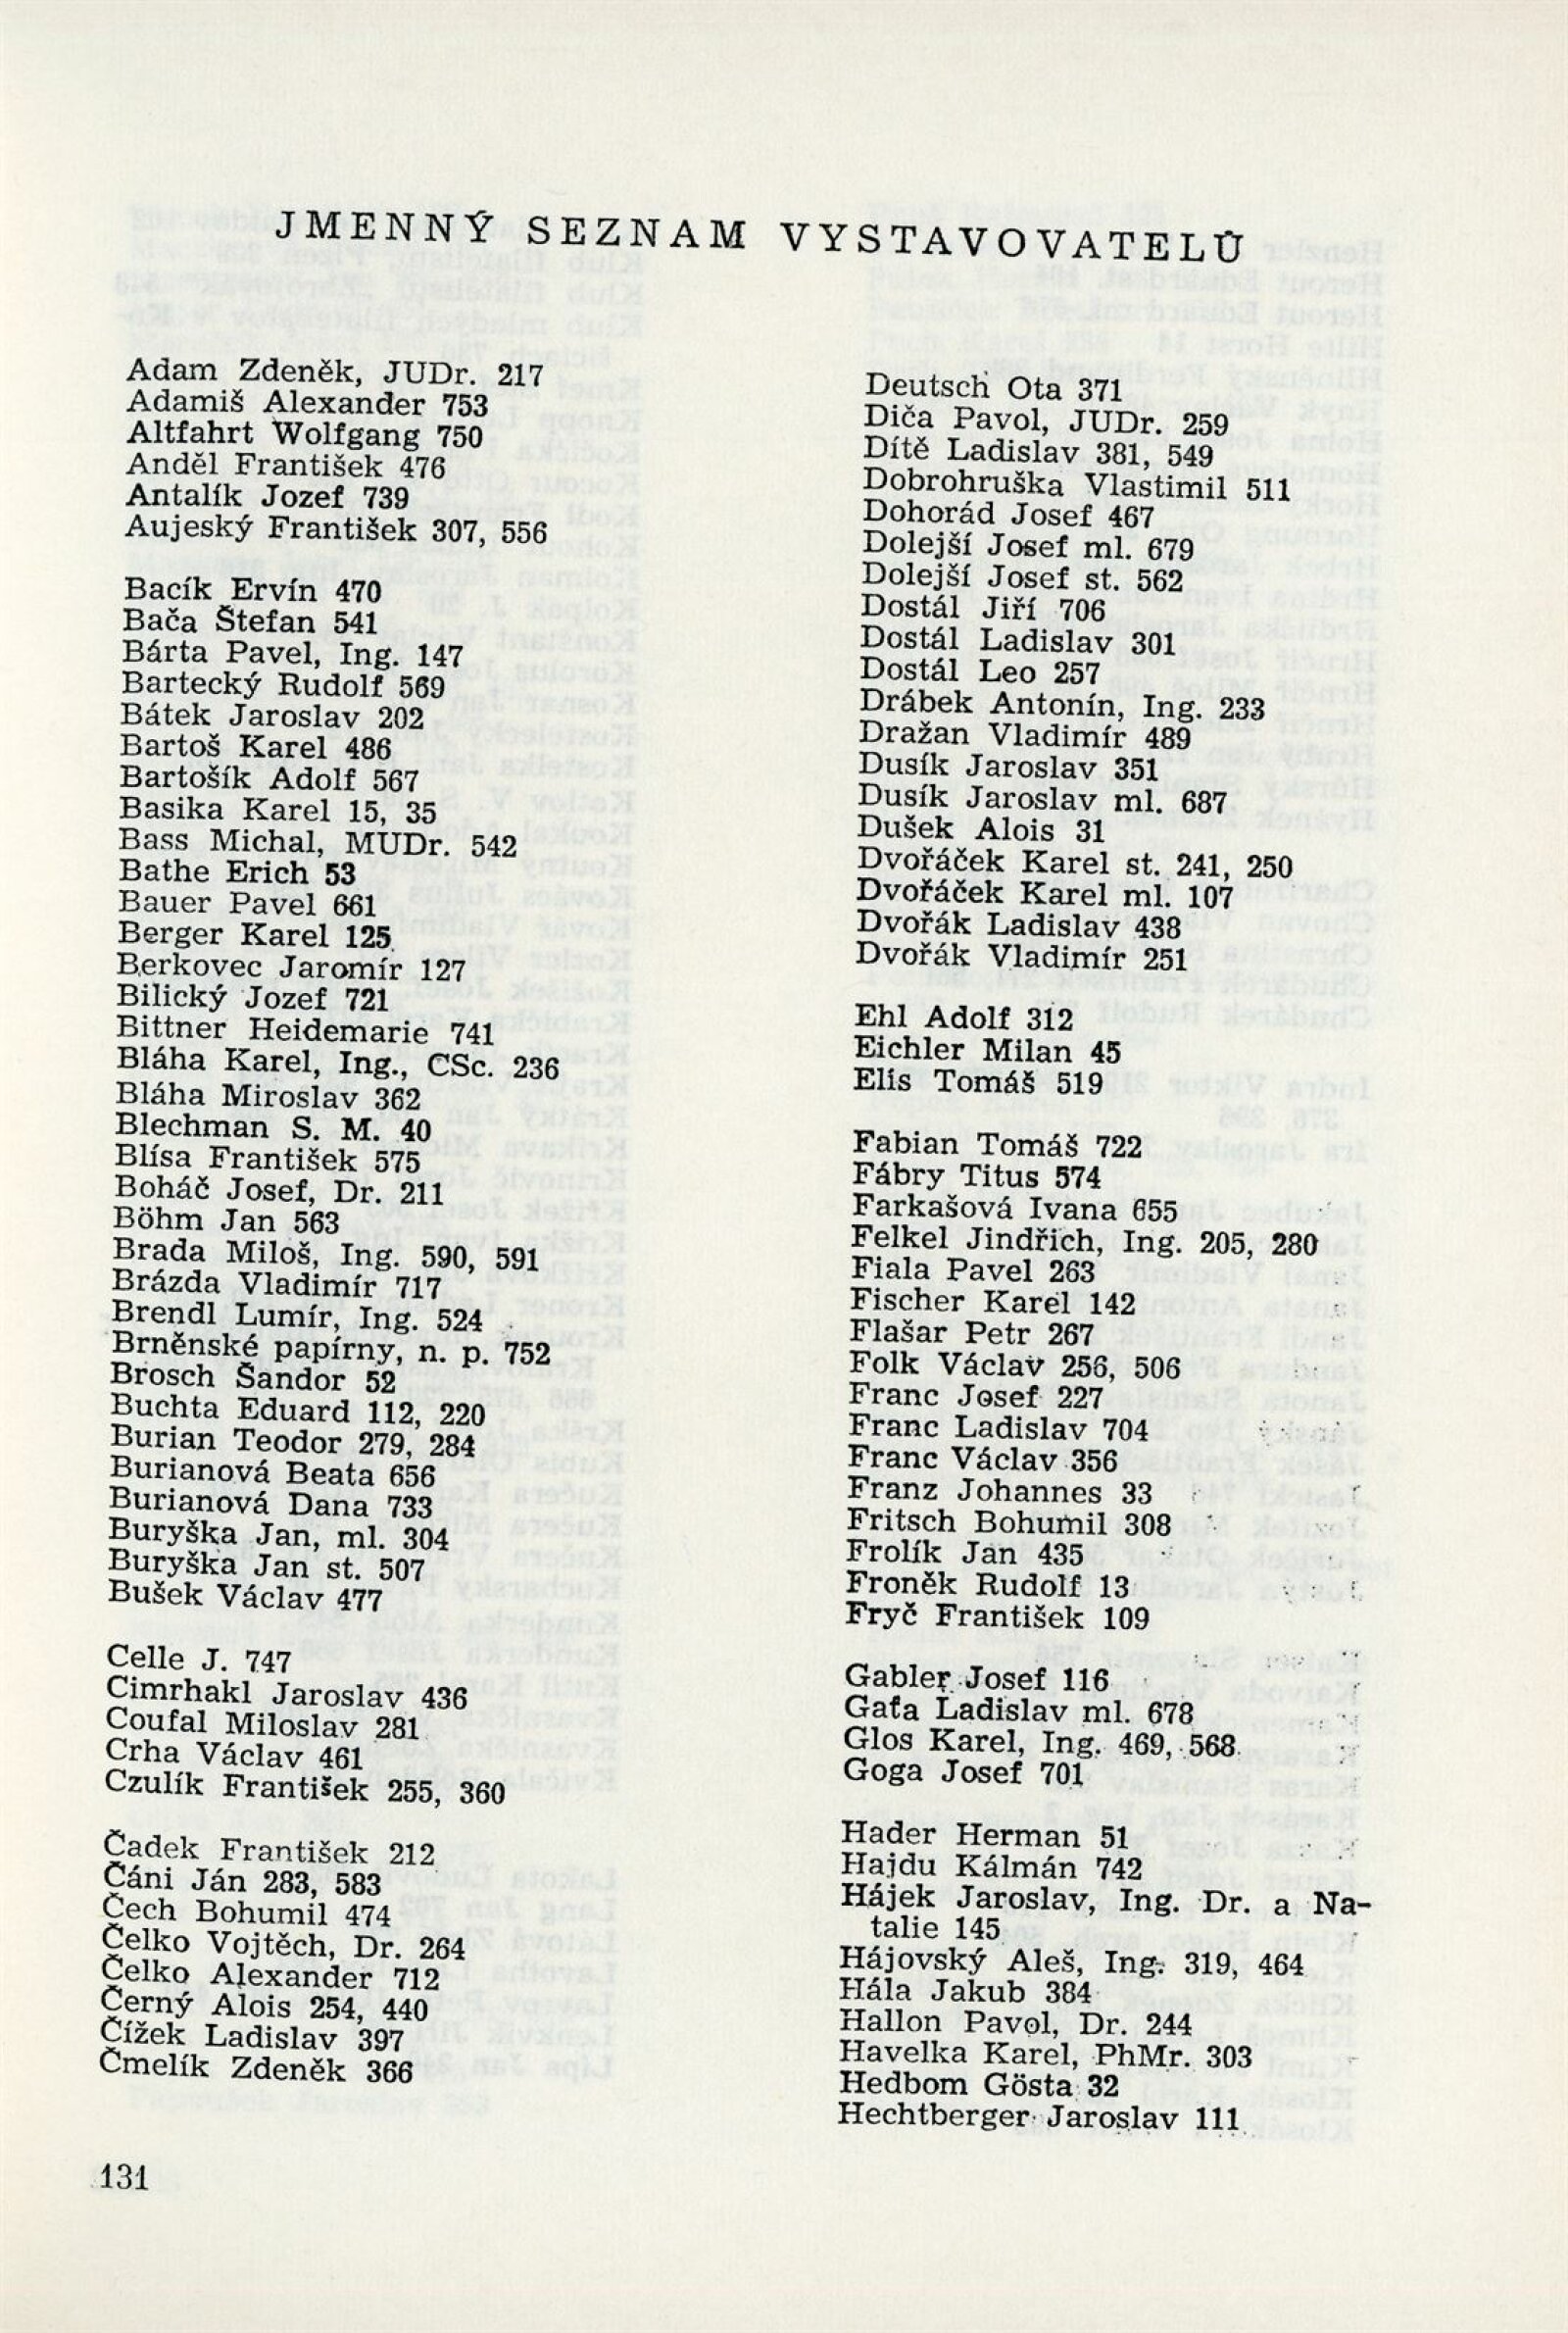 JMENNÝ SEZNAM VYSTAVOVATELŮ
Adam Zdeněk, JUDr. 217
Adamiš Alexander 753
Altfahrt Wolfgang 750
Anděl František 476
Antalík Jozef 739
Aujeský František 307, 556
Bacík Ervín 470
Bača Štefan 541
Bárta Pavel, Ing. 147
Bartecký Rudolf 569
Bátek Jaroslav 202
Bartoš Karel 486
Bartošík Adolf 567
Basika Karel 15, 35
Bass Michal, MUDr. 542
Bathe Erich 53
Bauer Pavel 661
Berger Karel 125
Berkovec Jaromír 127
Bilický Jozef 721
Bittner Heidemarie 741
Bláha Karel, Ing., CSc. 236
Bláha Miroslav 362
Blechman S. M. 40
Blísa František 575
Boháč Josef, Dr. 211
Böhm Jan 563
Brada Miloš, Ing. 590, 591
Brázda Vladimír 717
Brendl Lumír, Ing. 524
Brněnské papírny, n. p. 752
Brosch Šandor 52
Buchta Eduard 112, 220
Burian Teodor 279, 284
Burianová Beata 656
Burianová Dana 733
Buryška Jan, ml. 304
Buryška Jan st. 507
Bušek Václav 477
Celle J. 747
Cimrhakl Jaroslav 436
Coufal Miloslav 281
Crha Václav 461
Czulík František 255, 360
Čadek František 212
Čáni Ján 283, 583
Čech Bohumil 474
Čelko Vojtěch, Dr. 264
Čelko Alexander 712
Černý Alois 254, 440
Čížek Ladislav 397
Čmelík Zdeněk 366
Deutsch Ota 371
Diča Pavol, JUDr. 259
Dítě Ladislav 381, 549
Dobrohruška Vlastimil 511
Dohorád Josef 467
Dolejší Josef ml. 679
Dolejší Josef st. 562
Dostál Jiří 706
Dostál Ladislav 301
Dostál Leo 257
Drábek Antonín, Ing. 233
Dražan Vladimír 489
Dusík Jaroslav 351
Dusík Jaroslav ml. 687
Dušek Alois 31
Dvořáček Karel st. 241, 250
Dvořáček Karel ml. 107
Dvořák Ladislav 438
Dvořák Vladimír 251
Ehl Adolf 312
Eichler Milan 45
Elis Tomáš 519
Fabian Tomáš 722
Fábry Titus 574
Farkašová Ivana 655
Felkel Jindřich, Ing. 205, 280
Fiala Pavel 263
Fischer Karel 142
Flašar Petr 267
Folk Václav 256, 506
Franc Josef 227
Franc Ladislav 704
Franc Václav 356
Franz Johannes 33
Fritsch Bohumil 308
Frolík Jan 435
Froněk Rudolf 13
Fryč František 109
Gabler Josef 116
Gafa Ladislav ml. 678
Glos Karel, Ing. 469, 568
Goga Josef 701
Hader Herman 51
Hajdu Kálmán 742
Hájek Jaroslav, Ing. Dr. a Na-
talie 145
Hájovský Aleš, Ing. 319, 464
Hála Jakub 384
Hallon Pavol, Dr. 244
Havelka Karel, PhMr. 303
Hedbom Gösta 32
Hechtberger Jaroslav 111
131